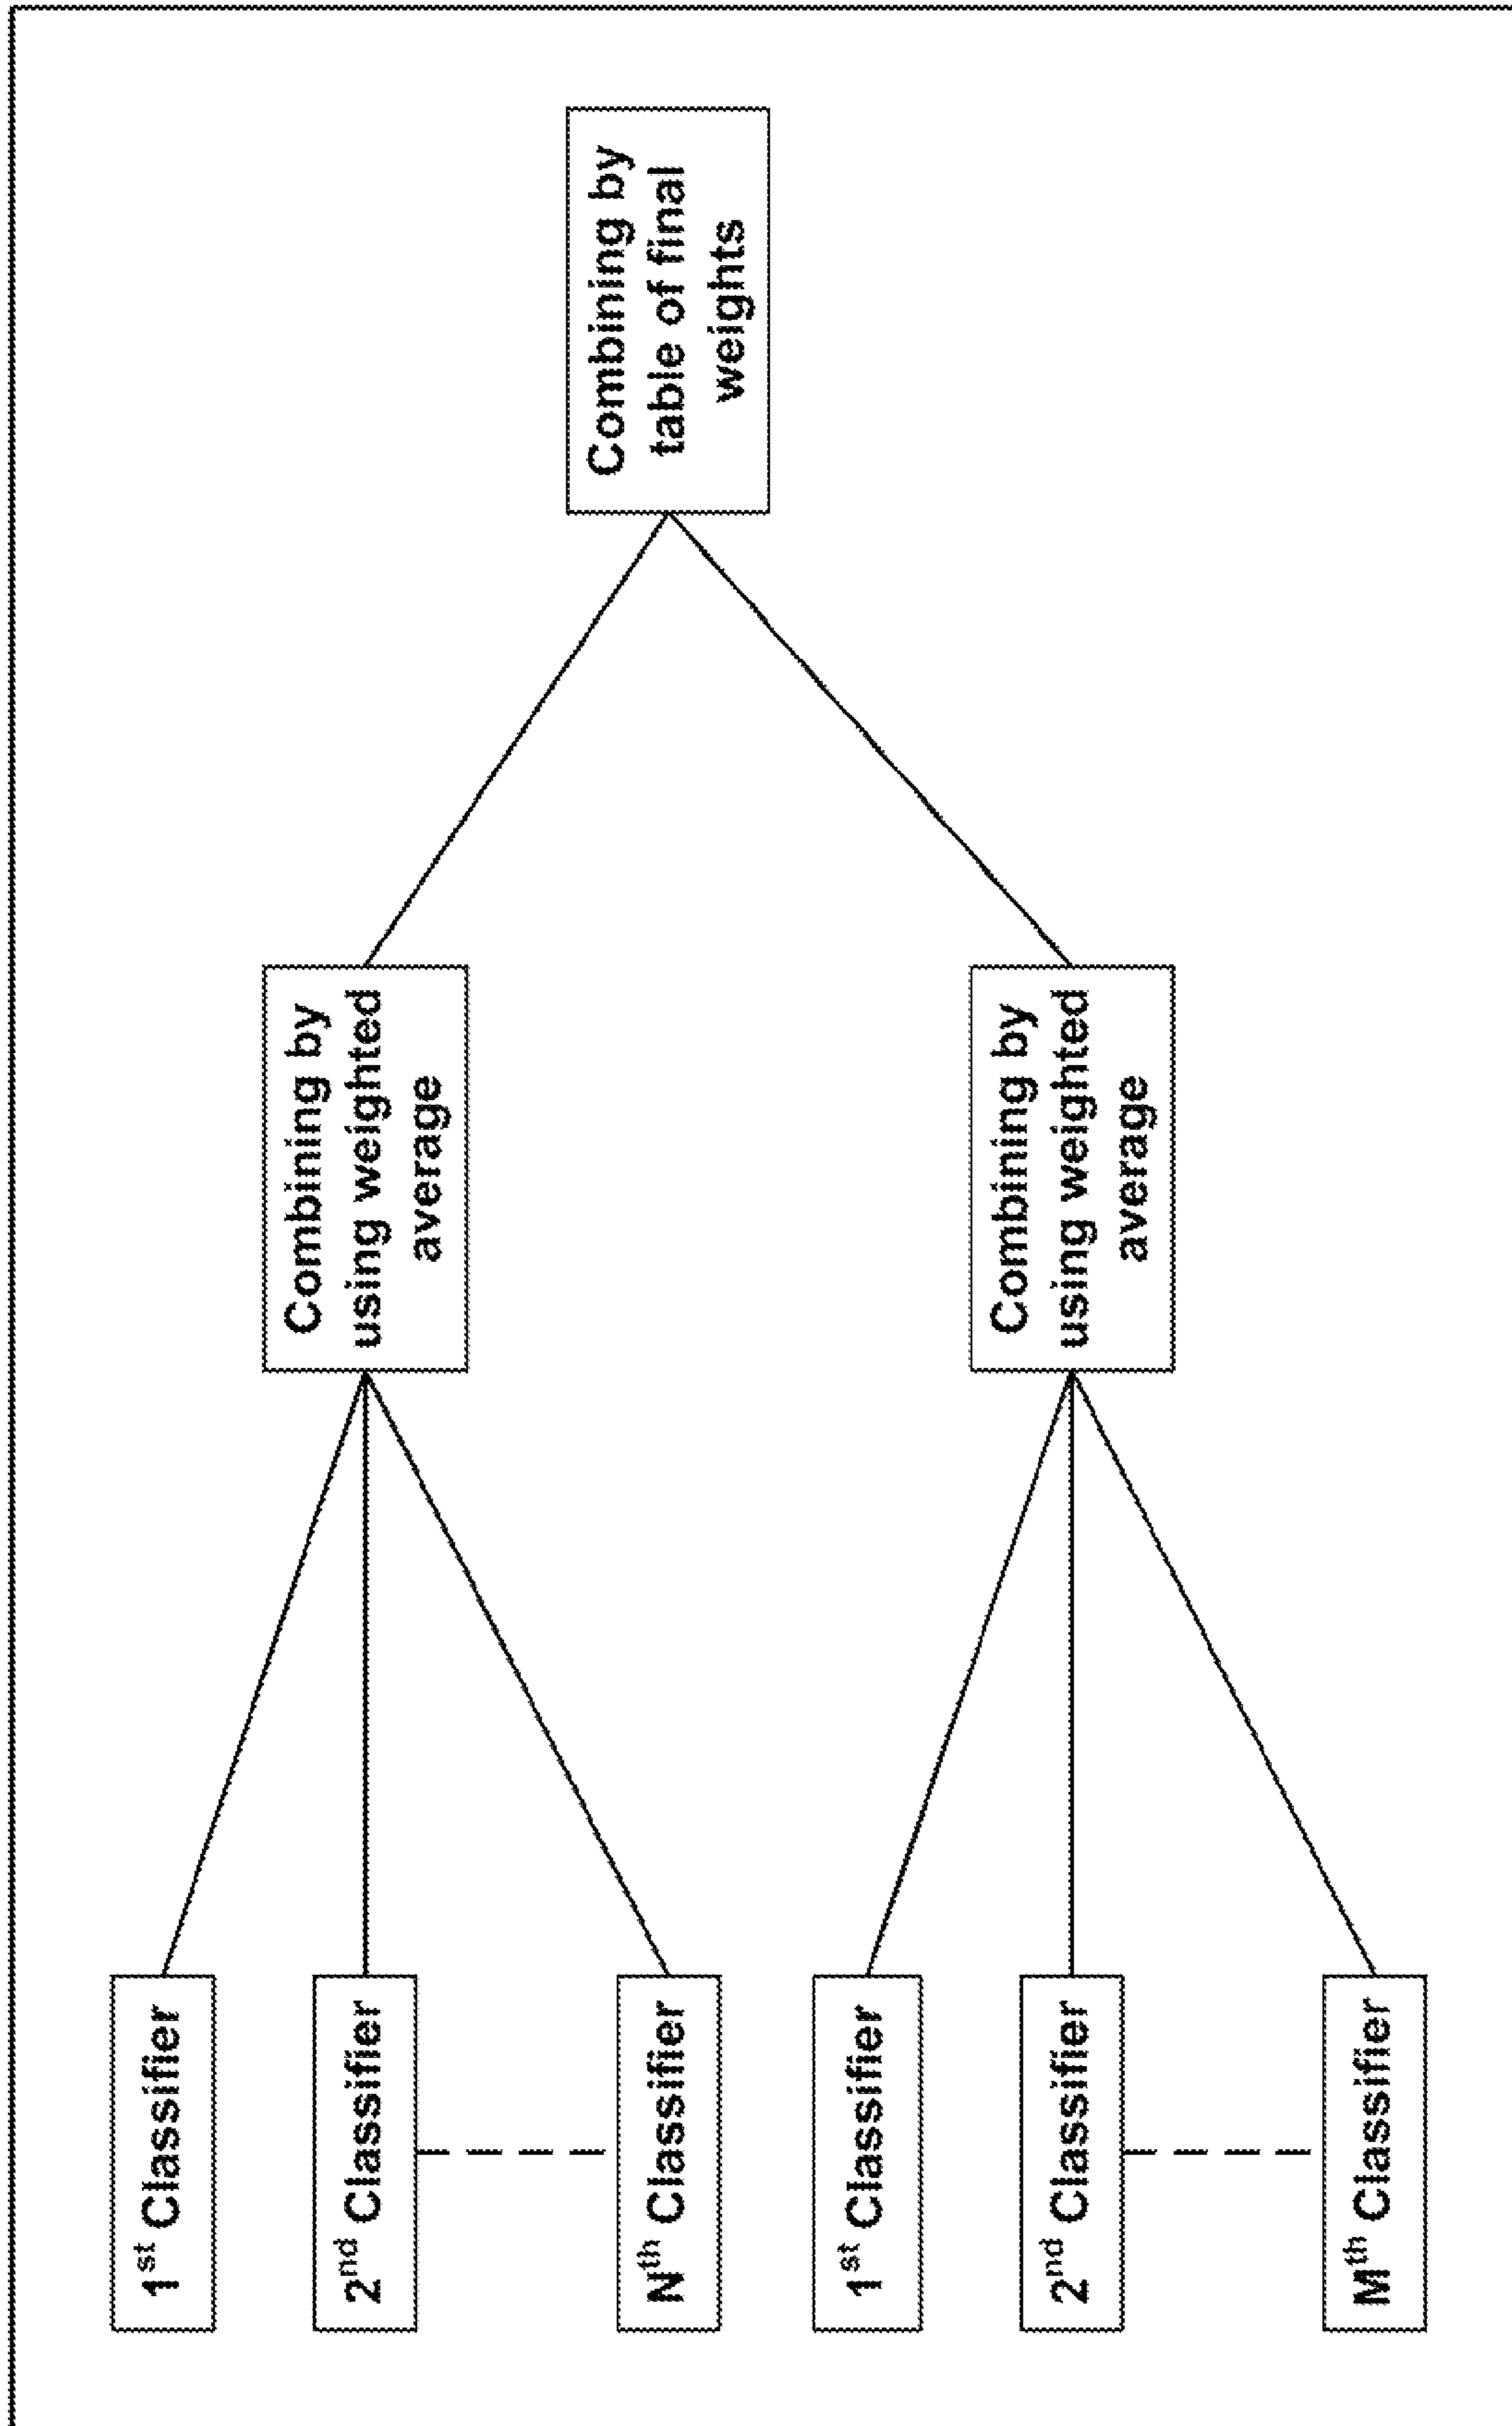 1st Classifier
2nd Classifier
Nth Classifier
1st Classifier
2nd Classifier
Mth Classifier
Combining by
using weighted
average
Combining by
using weighted
average
Combining by
table of final
weights